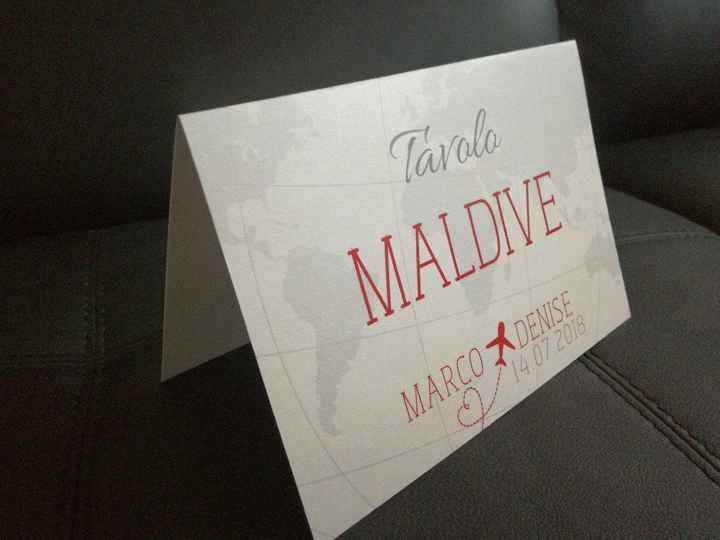 Tavolo
MALDIVE
MARCO DENISE
14 07 2018